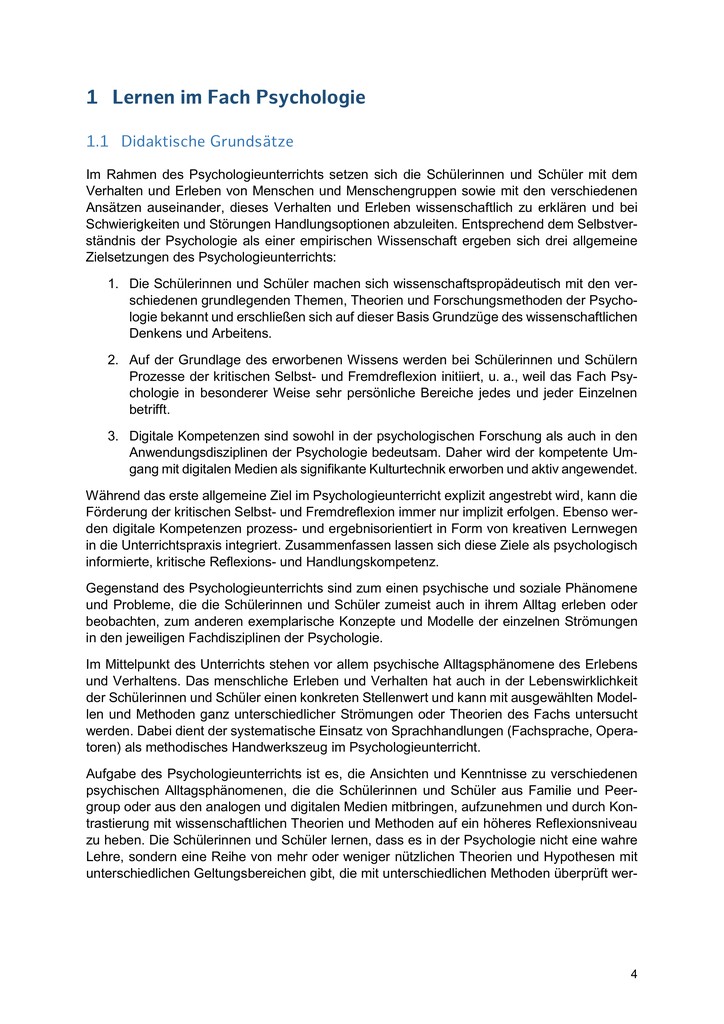 1 Lernen im Fach Psychologie
1.1 Didaktische Grundsätze
Im Rahmen des Psychologieunterrichts setzen sich die Schülerinnen und Schüler mit dem
Verhalten und Erleben von Menschen und Menschengruppen sowie mit den verschiedenen
Ansätzen auseinander, dieses Verhalten und Erleben wissenschaftlich zu erklären und bei
Schwierigkeiten und Störungen Handlungsoptionen abzuleiten. Entsprechend dem Selbstver-
ständnis der Psychologie als einer empirischen Wissenschaft ergeben sich drei allgemeine
Zielsetzungen des Psychologieunterrichts:
1. Die Schülerinnen und Schüler machen sich wissenschaftspropädeutisch mit den ver-
schiedenen grundlegenden Themen, Theorien und Forschungsmethoden der Psycho-
logie bekannt und erschließen sich auf dieser Basis Grundzüge des wissenschaftlichen
Denkens und Arbeitens.
2. Auf der Grundlage des erworbenen Wissens werden bei Schülerinnen und Schülern
Prozesse der kritischen Selbst- und Fremdreflexion initiiert, u. a., weil das Fach Psy-
chologie in besonderer Weise sehr persönliche Bereiche jedes und jeder Einzelnen
betrifft.
3. Digitale Kompetenzen sind sowohl in der psychologischen Forschung als auch in den
Anwendungsdisziplinen der Psychologie bedeutsam. Daher wird der kompetente Um-
gang mit digitalen Medien als signifikante Kulturtechnik erworben und aktiv angewendet.
Während das erste allgemeine Ziel im Psychologieunterricht explizit angestrebt wird, kann die
Förderung der kritischen Selbst- und Fremdreflexion immer nur implizit erfolgen. Ebenso wer-
den digitale Kompetenzen prozess- und ergebnisorientiert in Form von kreativen Lernwegen
in die Unterrichtspraxis integriert. Zusammenfassen lassen sich diese Ziele als psychologisch
informierte, kritische Reflexions- und Handlungskompetenz.
Gegenstand des Psychologieunterrichts sind zum einen psychische und soziale Phänomene
und Probleme, die die Schülerinnen und Schüler zumeist auch in ihrem Alltag erleben oder
beobachten, zum anderen exemplarische Konzepte und Modelle der einzelnen Strömungen
in den jeweiligen Fachdisziplinen der Psychologie.
Im Mittelpunkt des Unterrichts stehen vor allem psychische Alltagsphänomene des Erlebens
und Verhaltens. Das menschliche Erleben und Verhalten hat auch in der Lebenswirklichkeit
der Schülerinnen und Schüler einen konkreten Stellenwert und kann mit ausgewählten Model-
len und Methoden ganz unterschiedlicher Strömungen oder Theorien des Fachs untersucht
werden. Dabei dient der systematische Einsatz von Sprachhandlungen (Fachsprache, Opera-
toren) als methodisches Handwerkszeug im Psychologieunterricht.
Aufgabe des Psychologieunterrichts ist es, die Ansichten und Kenntnisse zu verschiedenen
psychischen Alltagsphänomenen, die die Schülerinnen und Schüler aus Familie und Peer-
group oder aus den analogen und digitalen Medien mitbringen, aufzunehmen und durch Kon-
trastierung mit wissenschaftlichen Theorien und Methoden auf ein höheres Reflexionsniveau
zu heben. Die Schülerinnen und Schüler lernen, dass es in der Psychologie nicht eine wahre
Lehre, sondern eine Reihe von mehr oder weniger nützlichen Theorien und Hypothesen mit
unterschiedlichen Geltungsbereichen gibt, die mit unterschiedlichen Methoden überprüft wer-
4